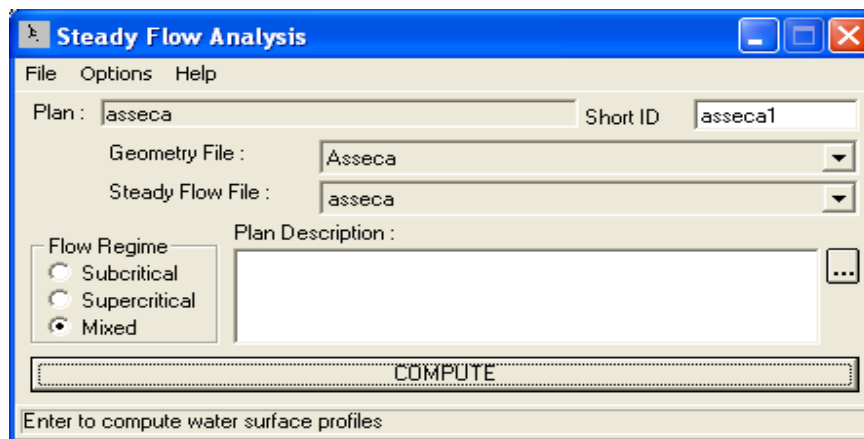 Steady Flow Analysis
File Options Help
Plan : asseca Short ID asseca1
Geometry File : Asseca
Steady Flow File : asseca
Plan Description :
Flow Regime
Subcritical
Supercritical
Mixed
...
COMPUTE
Enter to compute water surface profiles